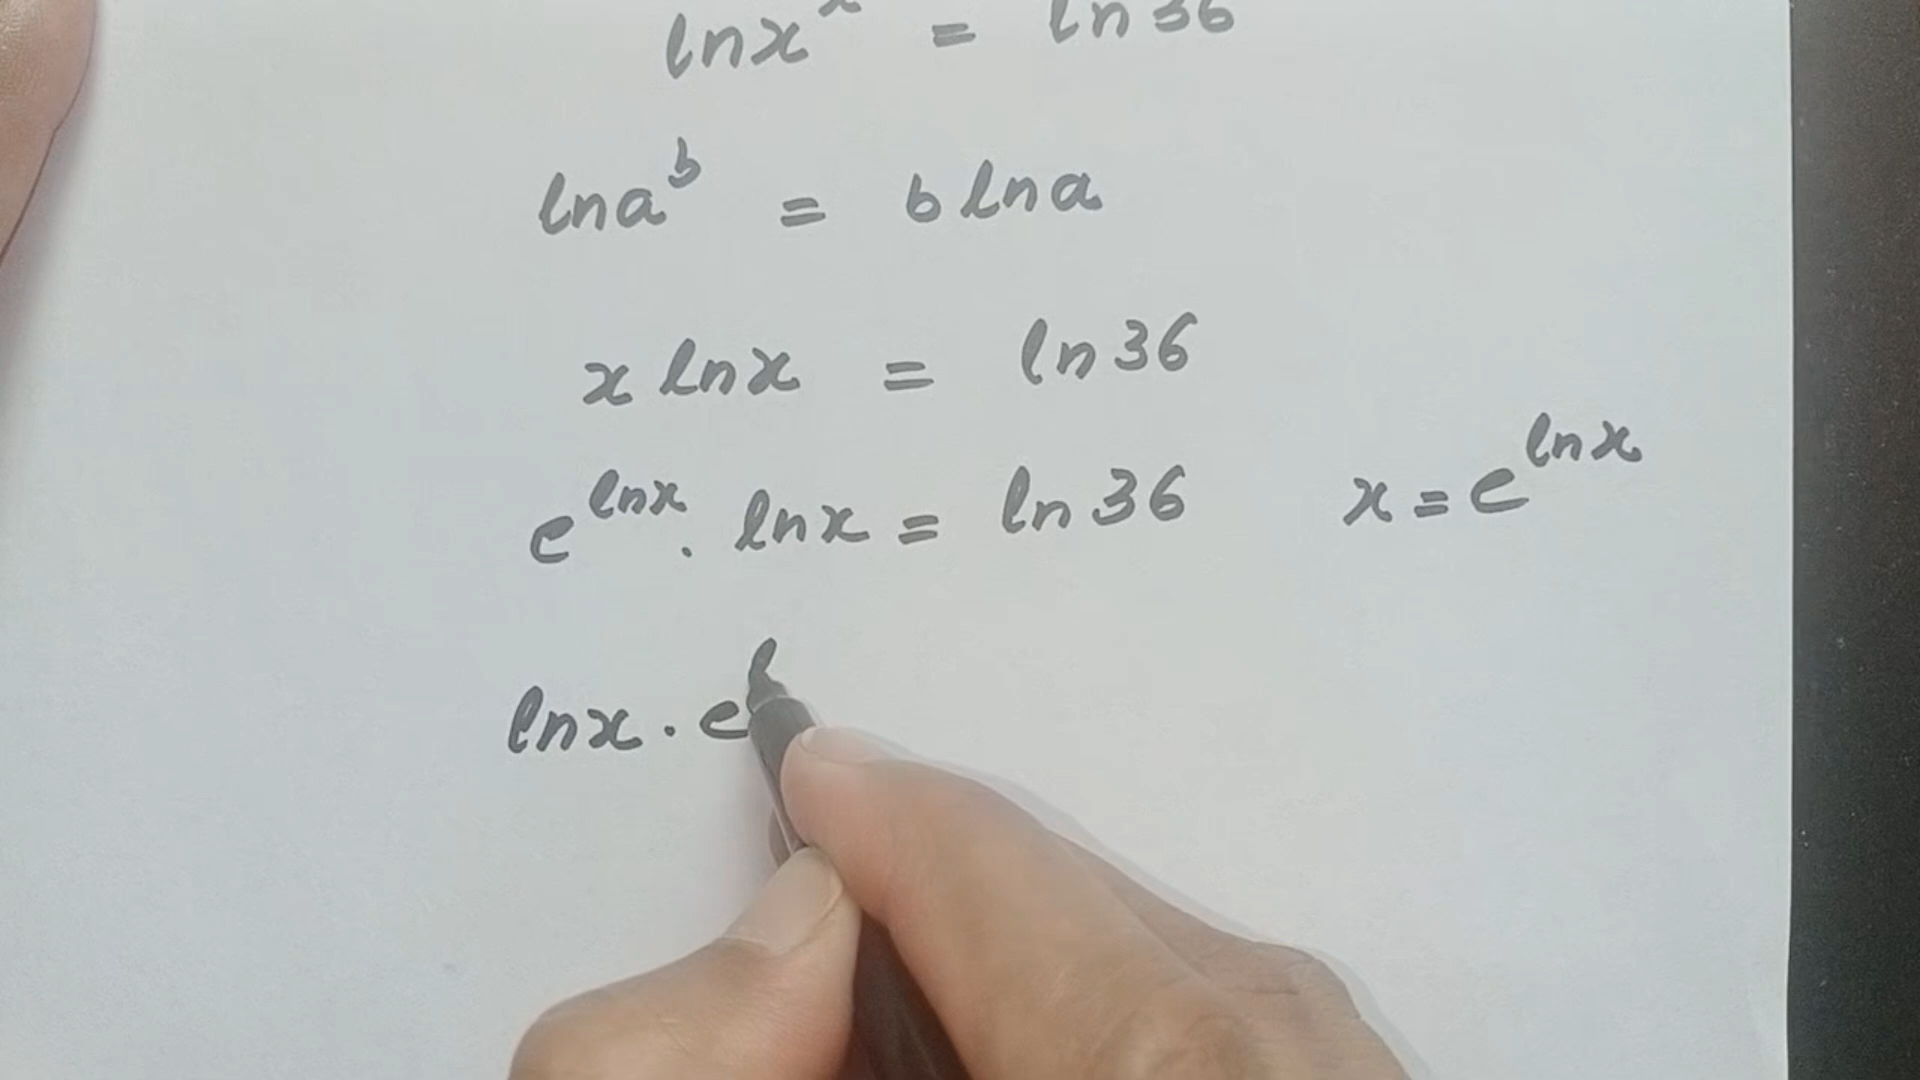 ln x^x = ln 36
ln a^b = b ln a
x ln x = ln 36
e^ln x . ln x = ln 36 x = e^ln x
ln x . e^l